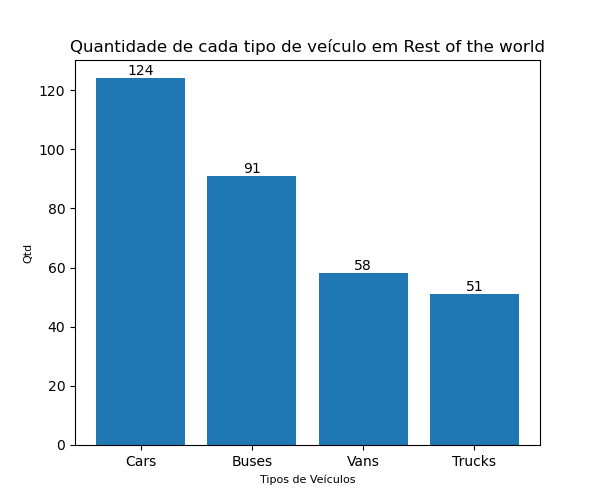 Quantidade de cada tipo de veículo em Rest of the world
124
91
58
51
120
100
80
60
40
20
0
Qtd
Cars Buses Vans Trucks
Tipos de Veículos